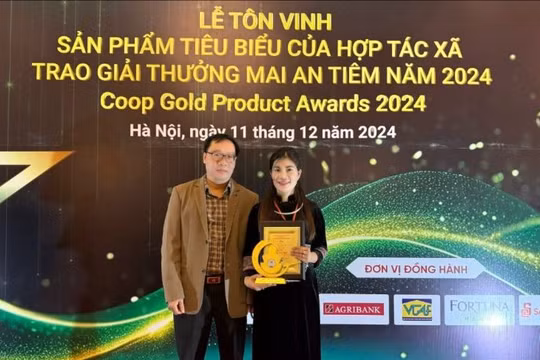 LỄ TÔN VINH
SẢN PHẨM TIÊU BIỂU CỦA HỢP TÁC XÃ
TRAO GIẢI THƯỞNG MAI AN TIÊM NĂM 2024
Coop Gold Product Awards 2024
Hà Nội, ngày 11 tháng 12 năm 2024
ĐƠN VỊ ĐỒNG HÀNH
AGRIBANK
FORTUNA